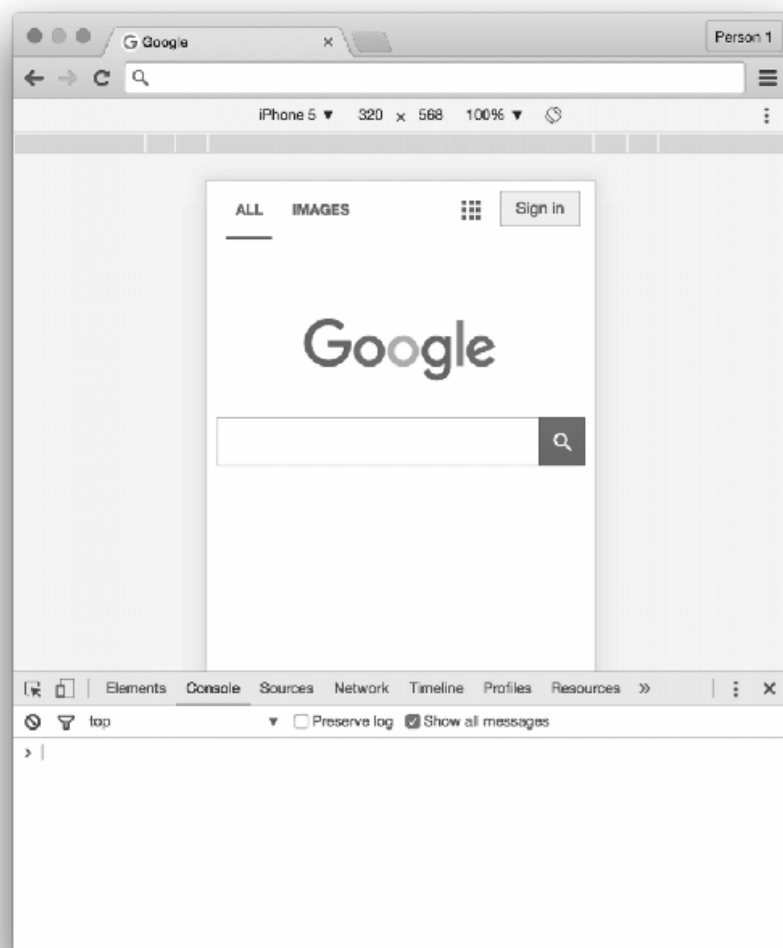 Google
Person 1
iPhone 5 320 × 568 100%
ALL IMAGES Sign in
Google
Elements Console Sources Network Timeline Profiles Resources »
top Preserve log Show all messages
>